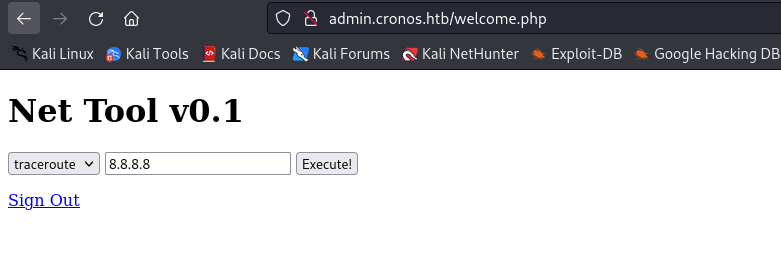 admin.cronos.htb/welcome.php
Kali Linux Kali Tools Kali Docs Kali Forums Kali NetHunter Exploit-DB Google Hacking DB
Net Tool v0.1
traceroute 8.8.8.8 Execute!
Sign Out